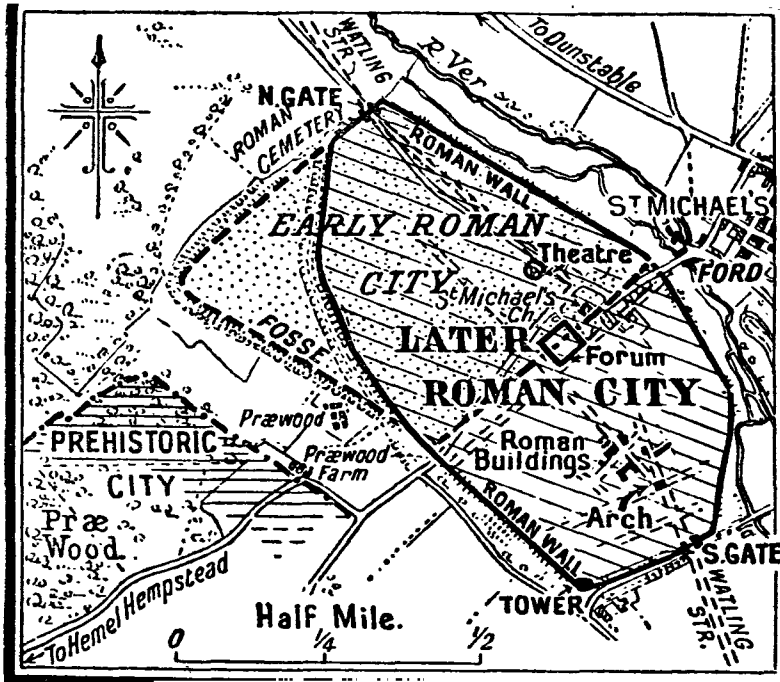 To Dunstable
WATLING
STR.
R. Ver
N. GATE
ROMAN
CEMETERY
ROMAN WALL
ST MICHAELS
EARLY ROMAN
CITY
Theatre
FORD
St Michael's
Ch.
FOSSE
LATER
Forum
ROMAN CITY
Præwood
PREHISTORIC
CITY
Præwood
Farm
Roman
Buildings
Præ
Wood
ROMAN WALL
Arch
S. GATE
To Hemel Hempstead
TOWER
WATLING
STR.
Half Mile.
0 1/4 1/2